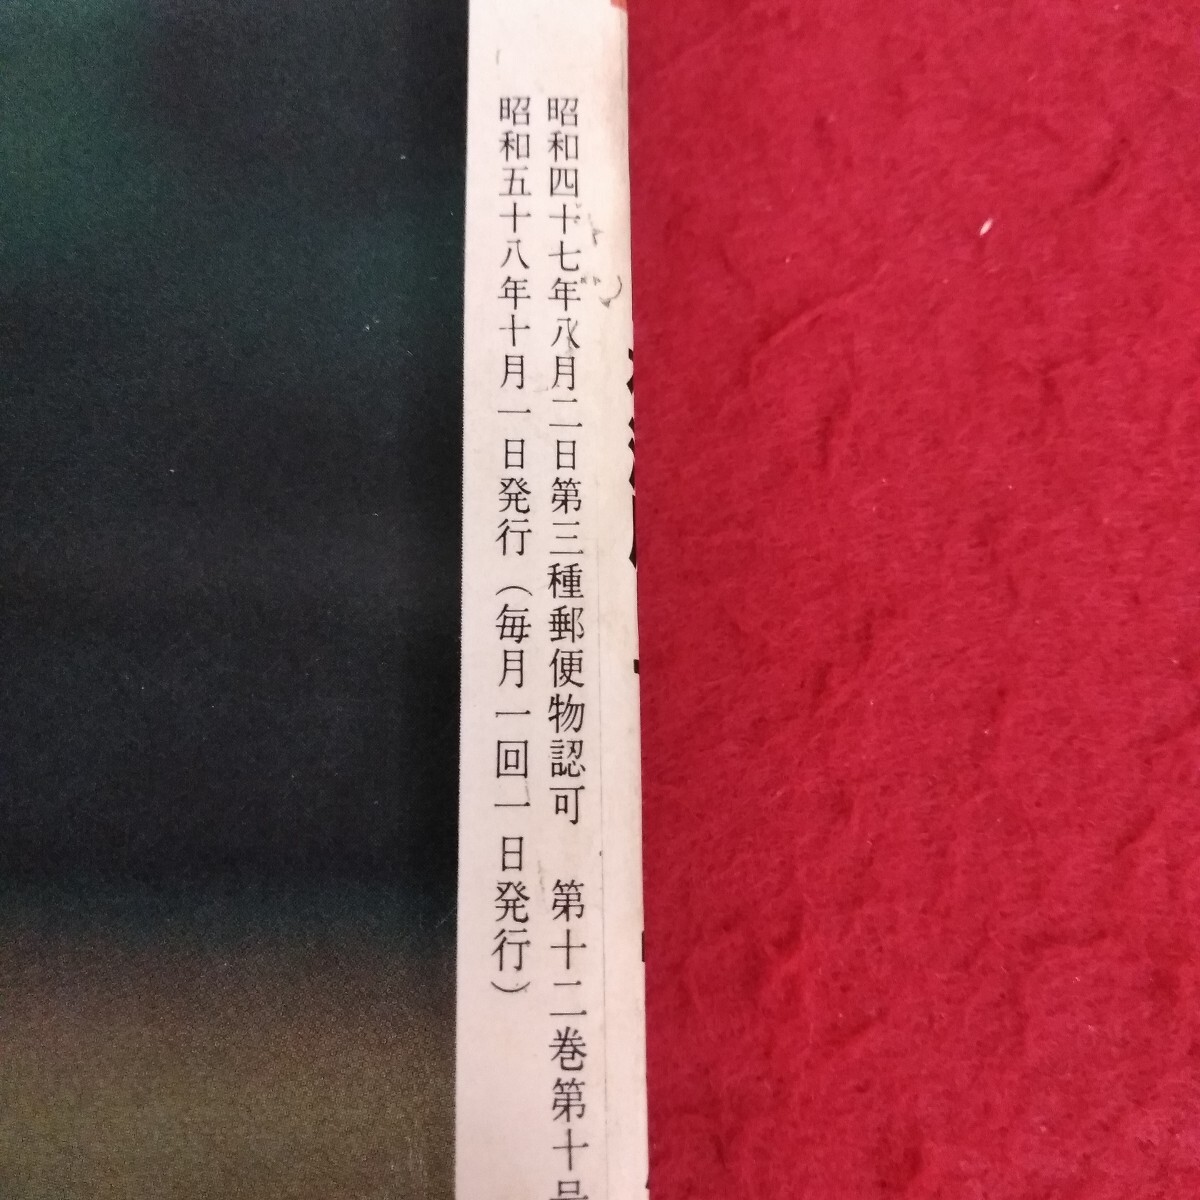 昭和四十七年八月二日第三種郵便物認可　第十二巻第十号
昭和五十八年十月一日発行（毎月一回一日発行）